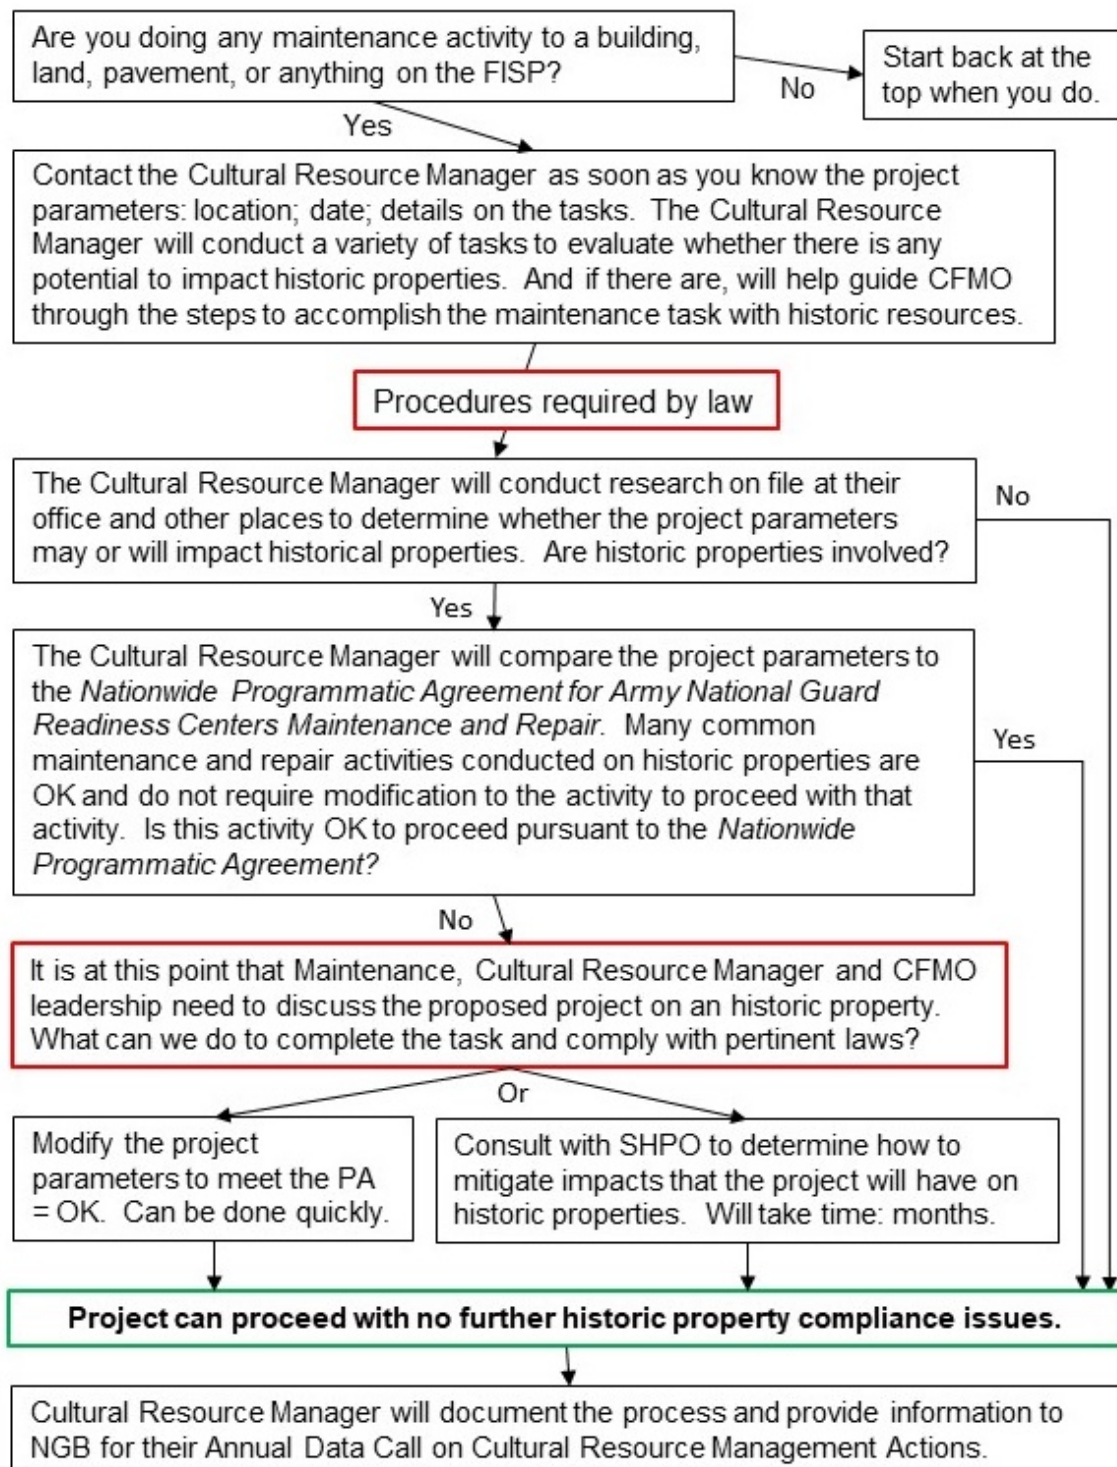 Are you doing any maintenance activity to a building,
land, pavement, or anything on the FISP?
Start back at the
top when you do.
No
Yes
Contact the Cultural Resource Manager as soon as you know the project
parameters: location; date; details on the tasks. The Cultural Resource
Manager will conduct a variety of tasks to evaluate whether there is any
potential to impact historic properties. And if there are, will help guide CFMO
through the steps to accomplish the maintenance task with historic resources.
Procedures required by law
The Cultural Resource Manager will conduct research on file at their
office and other places to determine whether the project parameters
may or will impact historical properties. Are historic properties involved?
No
Yes
The Cultural Resource Manager will compare the project parameters to
the Nationwide Programmatic Agreement for Army National Guard
Readiness Centers Maintenance and Repair. Many common
maintenance and repair activities conducted on historic properties are
OK and do not require modification to the activity to proceed with that
activity. Is this activity OK to proceed pursuant to the Nationwide
Programmatic Agreement?
Yes
No
It is at this point that Maintenance, Cultural Resource Manager and CFMO
leadership need to discuss the proposed project on an historic property.
What can we do to complete the task and comply with pertinent laws?
Or
Modify the project
parameters to meet the PA
= OK. Can be done quickly.
Consult with SHPO to determine how to
mitigate impacts that the project will have on
historic properties. Will take time: months.
Project can proceed with no further historic property compliance issues.
Cultural Resource Manager will document the process and provide information to
NGB for their Annual Data Call on Cultural Resource Management Actions.